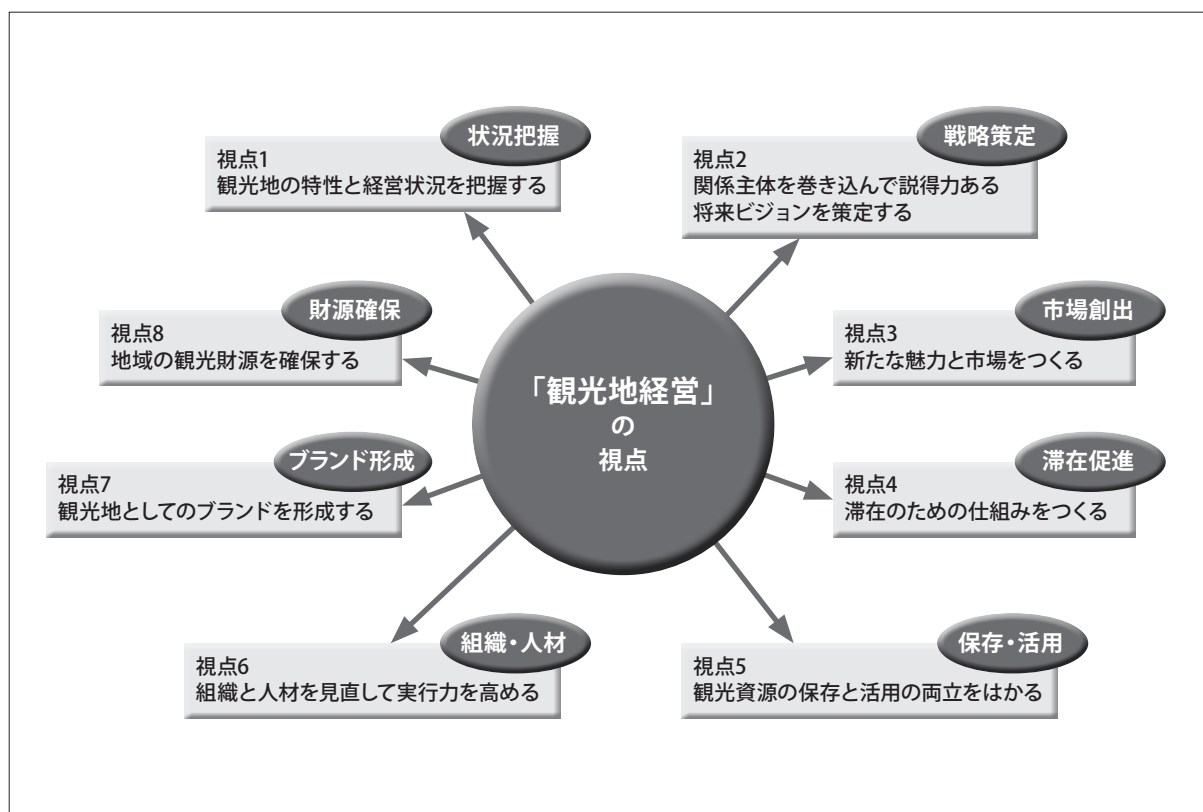 「観光地経営」
の
視点
状況把握
視点1
観光地の特性と経営状況を把握する
戦略策定
視点2
関係主体を巻き込んで説得力ある
将来ビジョンを策定する
市場創出
視点3
新たな魅力と市場をつくる
滞在促進
視点4
滞在のための仕組みをつくる
保存・活用
視点5
観光資源の保存と活用の両立をはかる
組織・人材
視点6
組織と人材を見直して実行力を高める
ブランド形成
視点7
観光地としてのブランドを形成する
財源確保
視点8
地域の観光財源を確保する